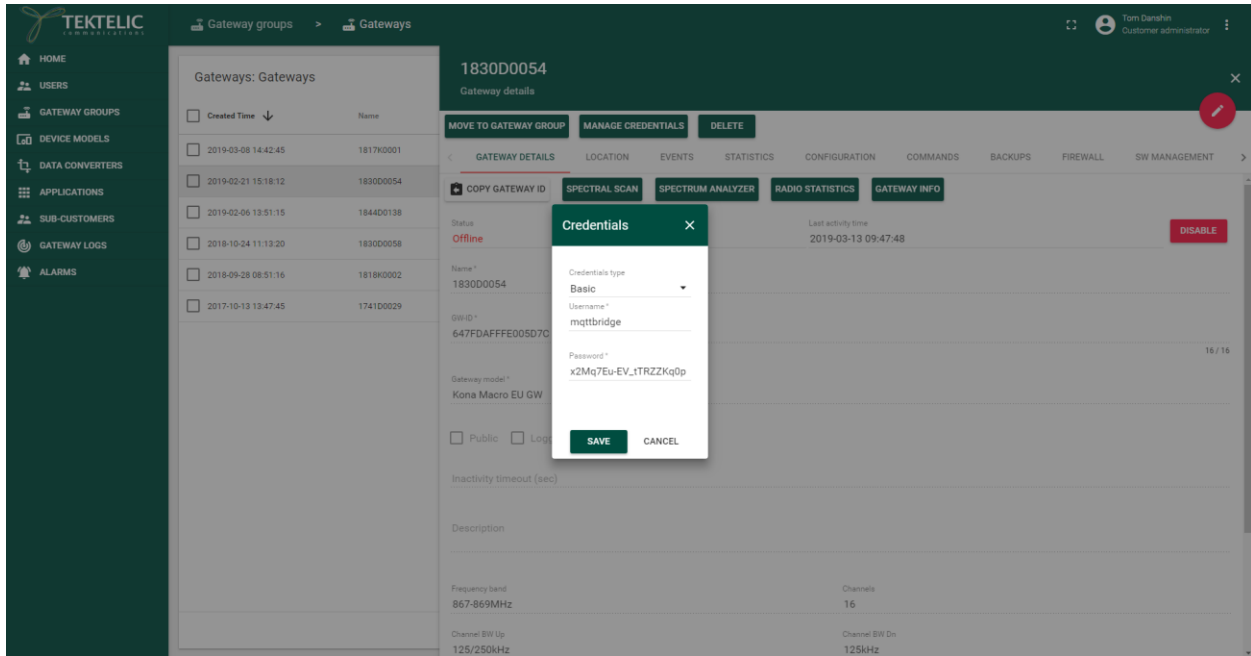 TEKTELIC
communications
Gateway groups > Gateways
Tom Danshin
Customer administrator
HOME
USERS
GATEWAY GROUPS
DEVICE MODELS
DATA CONVERTERS
APPLICATIONS
SUB-CUSTOMERS
GATEWAY LOGS
ALARMS
Gateways: Gateways
Created Time Name
2019-03-08 14:42:45 1817K0001
2019-02-21 15:18:12 1830D0054
2019-02-06 13:51:15 1844D0138
2018-10-24 11:13:20 1830D0058
2018-09-28 08:51:16 1818K0002
2017-10-13 13:47:45 1741D0029
1830D0054
Gateway details
MOVE TO GATEWAY GROUP MANAGE CREDENTIALS DELETE
GATEWAY DETAILS LOCATION EVENTS STATISTICS CONFIGURATION COMMANDS BACKUPS FIREWALL SW MANAGEMENT
COPY GATEWAY ID SPECTRAL SCAN SPECTRUM ANALYZER RADIO STATISTICS GATEWAY INFO
Status
Offline
Last activity time
2019-03-13 09:47:48
DISABLE
Name *
1830D0054
GW-ID *
647FDAFFFE005D7C
16 / 16
Gateway model *
Kona Macro EU GW
Public
Inactivity timeout (sec)
Description
Frequency band
867-869MHz
Channels
16
Channel BW Up
125/250kHz
Channel BW Dn
125kHz
Credentials
Credentials type
Basic
Username *
mqttbridge
Password *
x2Mq7Eu-EV_tTRZZKq0p
SAVE CANCEL